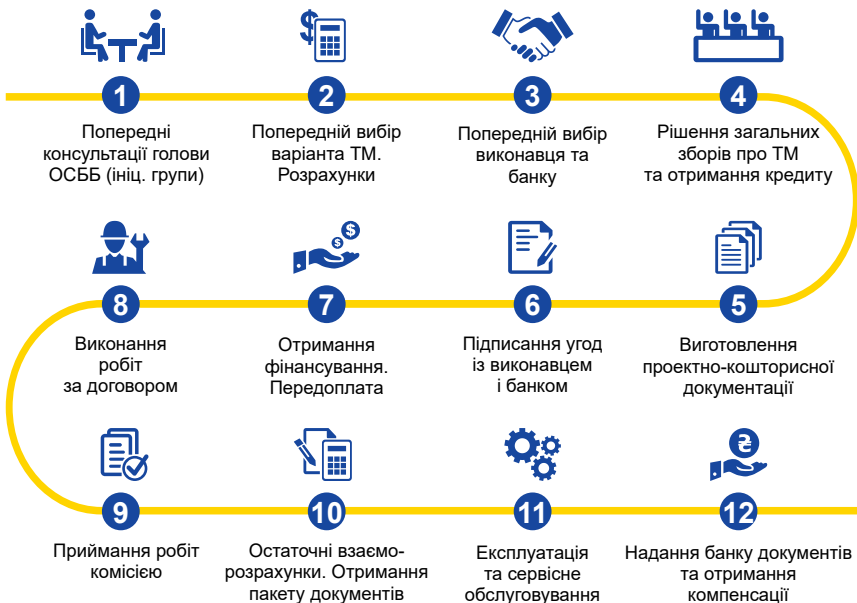 1
Попередні
консультації голови
ОСББ (ініц. групи)
2
Попередній вибір
варіанта ТМ.
Розрахунки
3
Попередній вибір
виконавця та
банку
4
Рішення загальних
зборів про ТМ
та отримання кредиту
5
Виготовлення
проектно-кошторисної
документації
6
Підписання угод
із виконавцем
і банком
7
Отримання
фінансування.
Передоплата
8
Виконання
робіт
за договором
9
Приймання робіт
комісією
10
Остаточні взаємо-
розрахунки. Отримання
пакету документів
11
Експлуатація
та сервісне
обслуговування
12
Надання банку документів
та отримання
компенсації